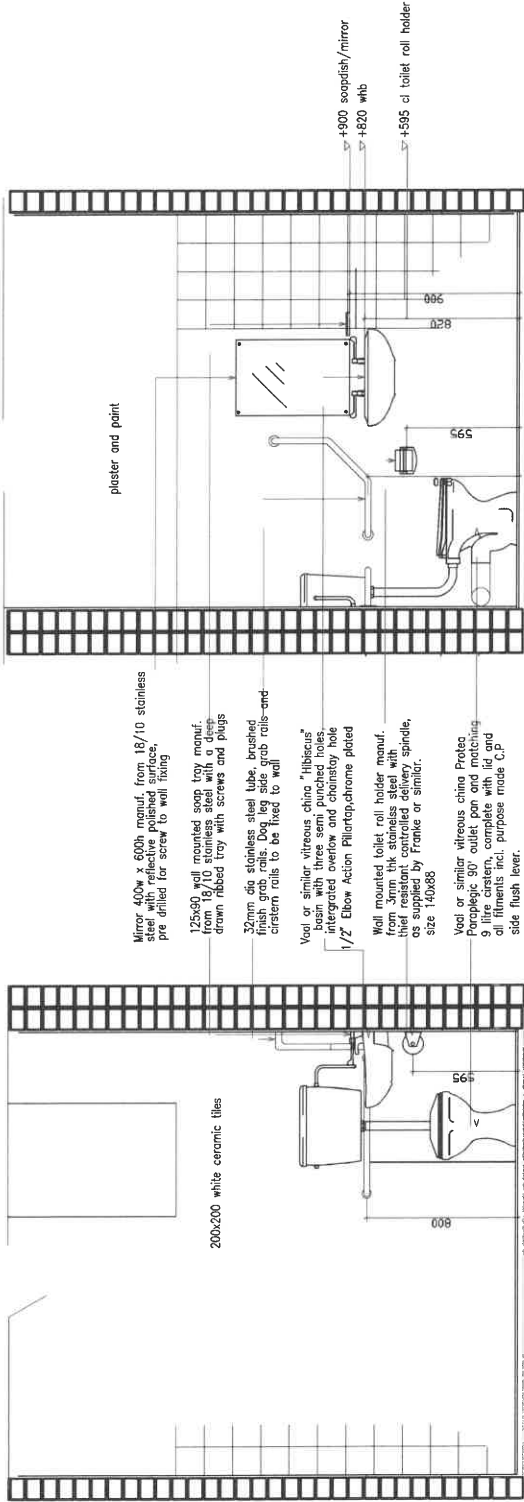 plaster and paint
+900 soapdish/mirror
+820 whb
+595 cl toilet roll holder
900
820
595
Mirror 400w x 600h manuf. from 18/10 stainless
steel with reflective polished surface,
pre drilled for screw to wall fixing
125x90 wall mounted soap tray manuf.
from 18/10 stainless steel with a deep
drawn ribbed tray with screws and plugs
32mm dia stainless steel tube, brushed
finish grab rails. Dog leg side grab rails and
cirstern rails to be fixed to wall
Vaal or similar vitreous china "Hibiscus"
basin with three semi punched holes,
intergrated overlow and chainstay hole
1/2" Elbow Action Pillartap,chrome plated
Wall mounted toilet roll holder manuf.
from 3mm thk stainelss steel with
thief resistant controlled delivery spindle,
as supplied by Franke or similar.
size 140x88
Vaal or similar vitreous china Protea
Paraplegic 90' outlet pan and matching
9 litre cirstern, complete with lid and
all fitments incl. purpose made C.P
side flush lever.
200x200 white ceramic tiles
595
800